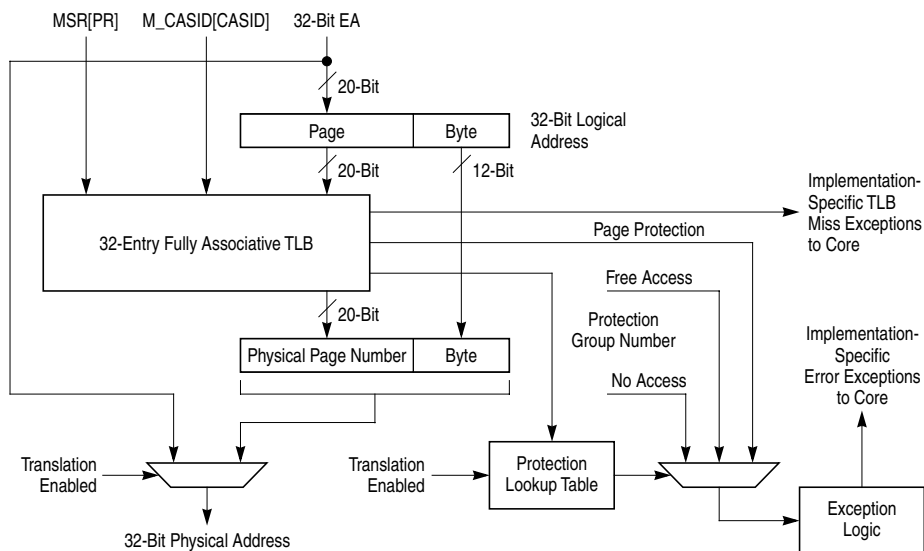 MSR[PR]
M_CASID[CASID]
32-Bit EA
20-Bit
Page
Byte
32-Bit Logical
Address
20-Bit
12-Bit
32-Entry Fully Associative TLB
Implementation-
Specific TLB
Miss Exceptions
to Core
Page Protection
Free Access
20-Bit
Protection
Group Number
Implementation-
Specific
Error Exceptions
to Core
Physical Page Number
Byte
No Access
Translation
Enabled
Translation
Enabled
Protection
Lookup Table
Exception
Logic
32-Bit Physical Address